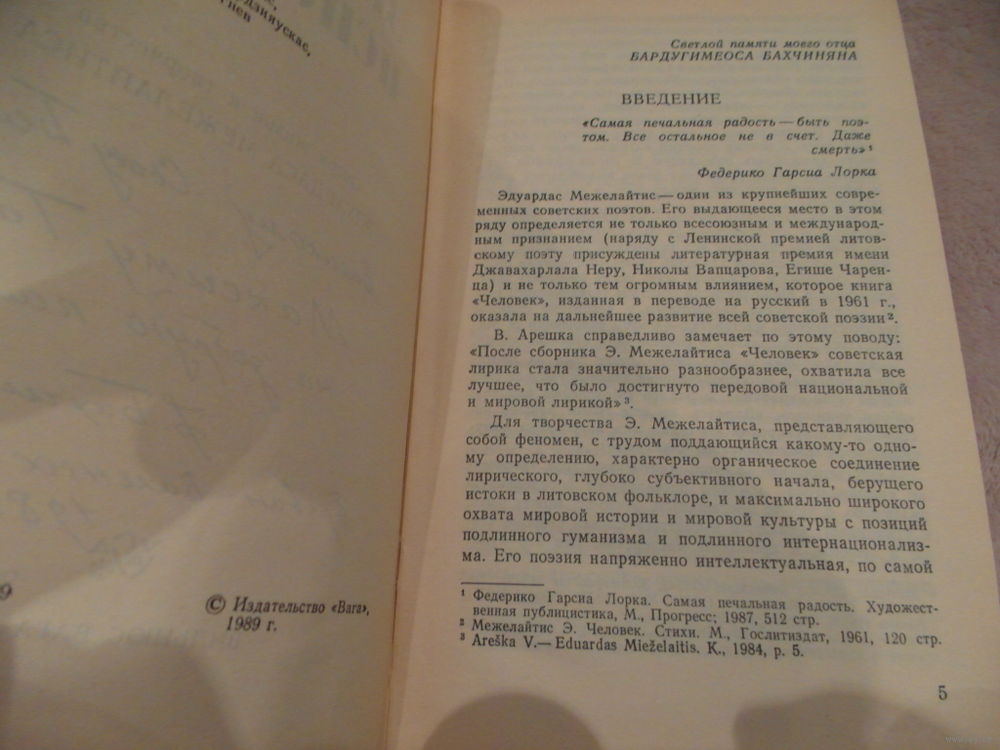 дзняускас,
гнев
© Издательство «Вага»,
1989 г.
Светлой памяти моего отца
БАРДУГИМЕОСА БАХЧИНЯНА
ВВЕДЕНИЕ
«Самая печальная радость — быть поэ-
том. Все остальное не в счет. Даже
смерть»¹
Федерико Гарсиа Лорка
Эдуардас Межелайтис — один из крупнейших совре-
менных советских поэтов. Его выдающееся место в этом
ряду определяется не только всесоюзным и международ-
ным признанием (наряду с Ленинской премией литов-
скому поэту присуждены литературная премия имени
Джавахарлала Неру, Николы Вапцарова, Егише Чарен-
ца) и не только тем огромным влиянием, которое книга
«Человек», изданная в переводе на русский в 1961 г.,
оказала на дальнейшее развитие всей советской поэзии².
В. Арешка справедливо замечает по этому поводу:
«После сборника Э. Межелайтиса «Человек» советская
лирика стала значительно разнообразнее, охватила все
лучшее, что было достигнуто передовой национальной
и мировой лирикой»³.
Для творчества Э. Межелайтиса, представляющего
собой феномен, с трудом поддающийся какому-то одно-
му определению, характерно органическое соединение
лирического, глубоко субъективного начала, берущего
истоки в литовском фольклоре, и максимально широкого
охвата мировой истории и мировой культуры с позиций
подлинного гуманизма и подлинного интернационализ-
ма. Его поэзия напряженно интеллектуальная, по самой
¹ Федерико Гарсиа Лорка. Самая печальная радость. Художест-
венная публицистика, М., Прогресс; 1987, 512 стр.
² Межелайтис Э. Человек. Стихи. М., Гослитиздат, 1961, 120 стр.
³ Areška V.— Eduardas Mieželaitis. K., 1984, p. 5.
5